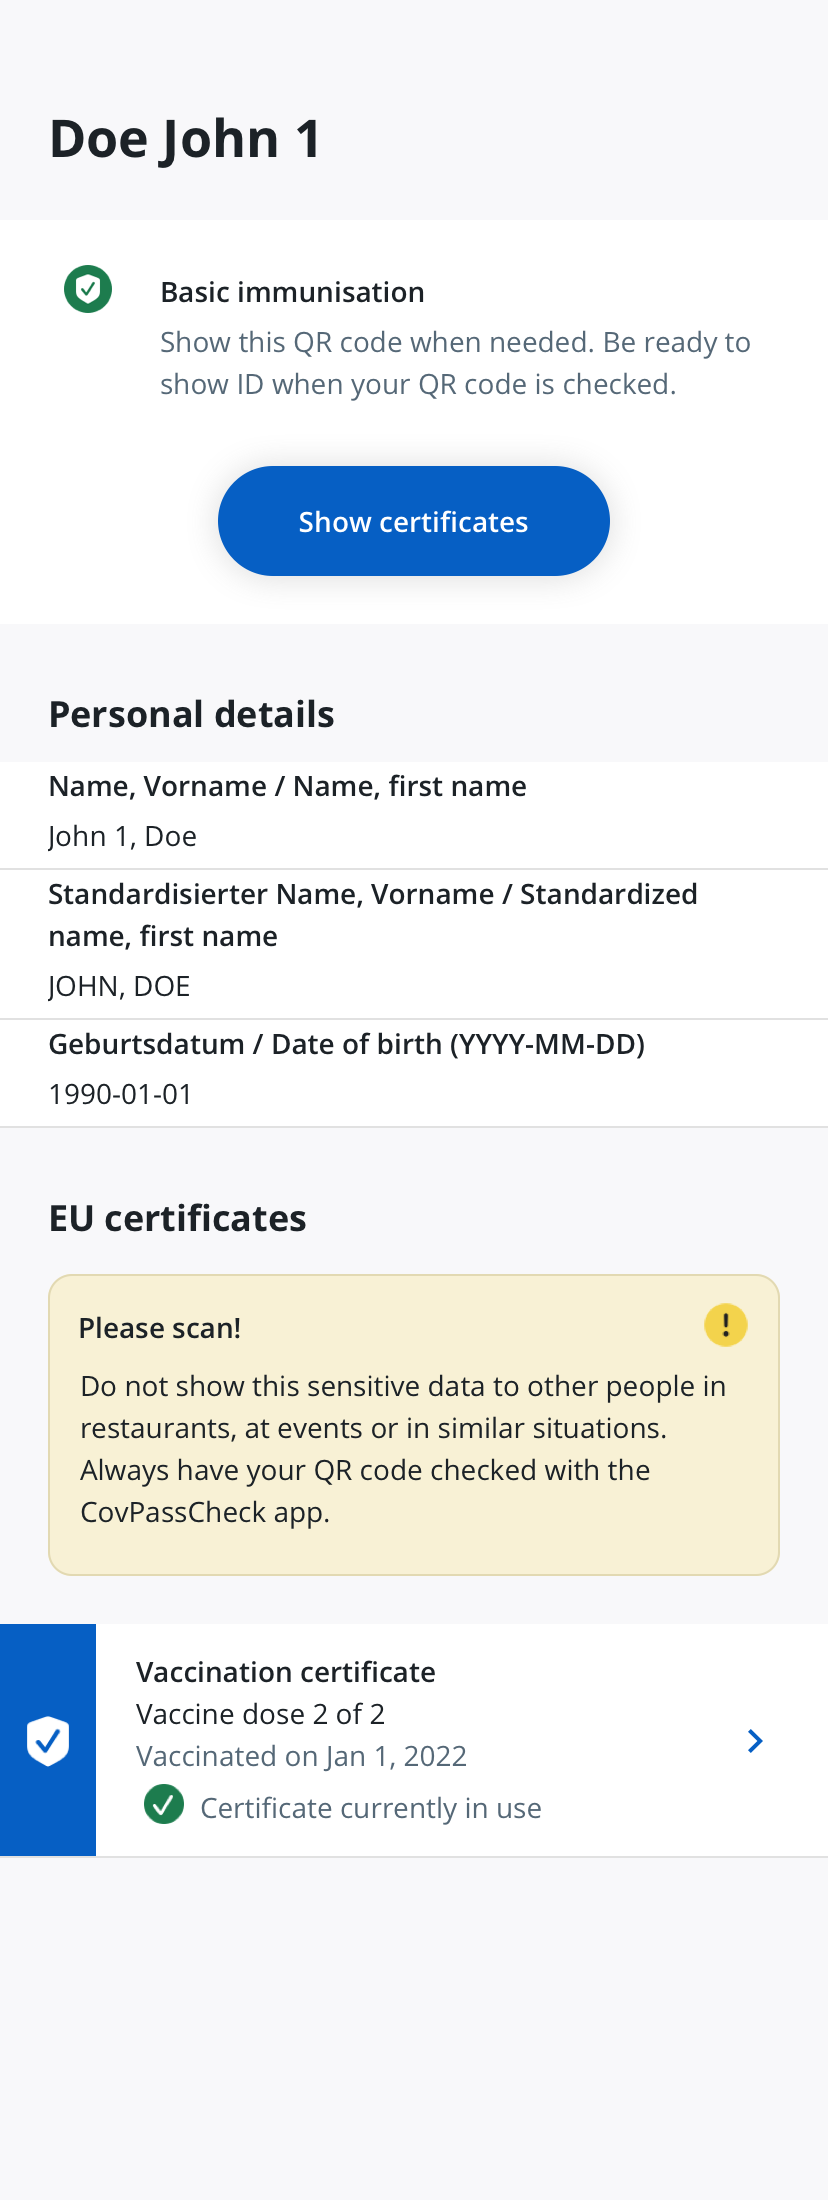 Doe John 1
Basic immunisation
Show this QR code when needed. Be ready to
show ID when your QR code is checked.
Show certificates
Personal details
Name, Vorname / Name, first name
John 1, Doe
Standardisierter Name, Vorname / Standardized
name, first name
JOHN, DOE
Geburtsdatum / Date of birth (YYYY-MM-DD)
1990-01-01
EU certificates
Please scan!
Do not show this sensitive data to other people in
restaurants, at events or in similar situations.
Always have your QR code checked with the
CovPassCheck app.
Vaccination certificate
Vaccine dose 2 of 2
Vaccinated on Jan 1, 2022
Certificate currently in use